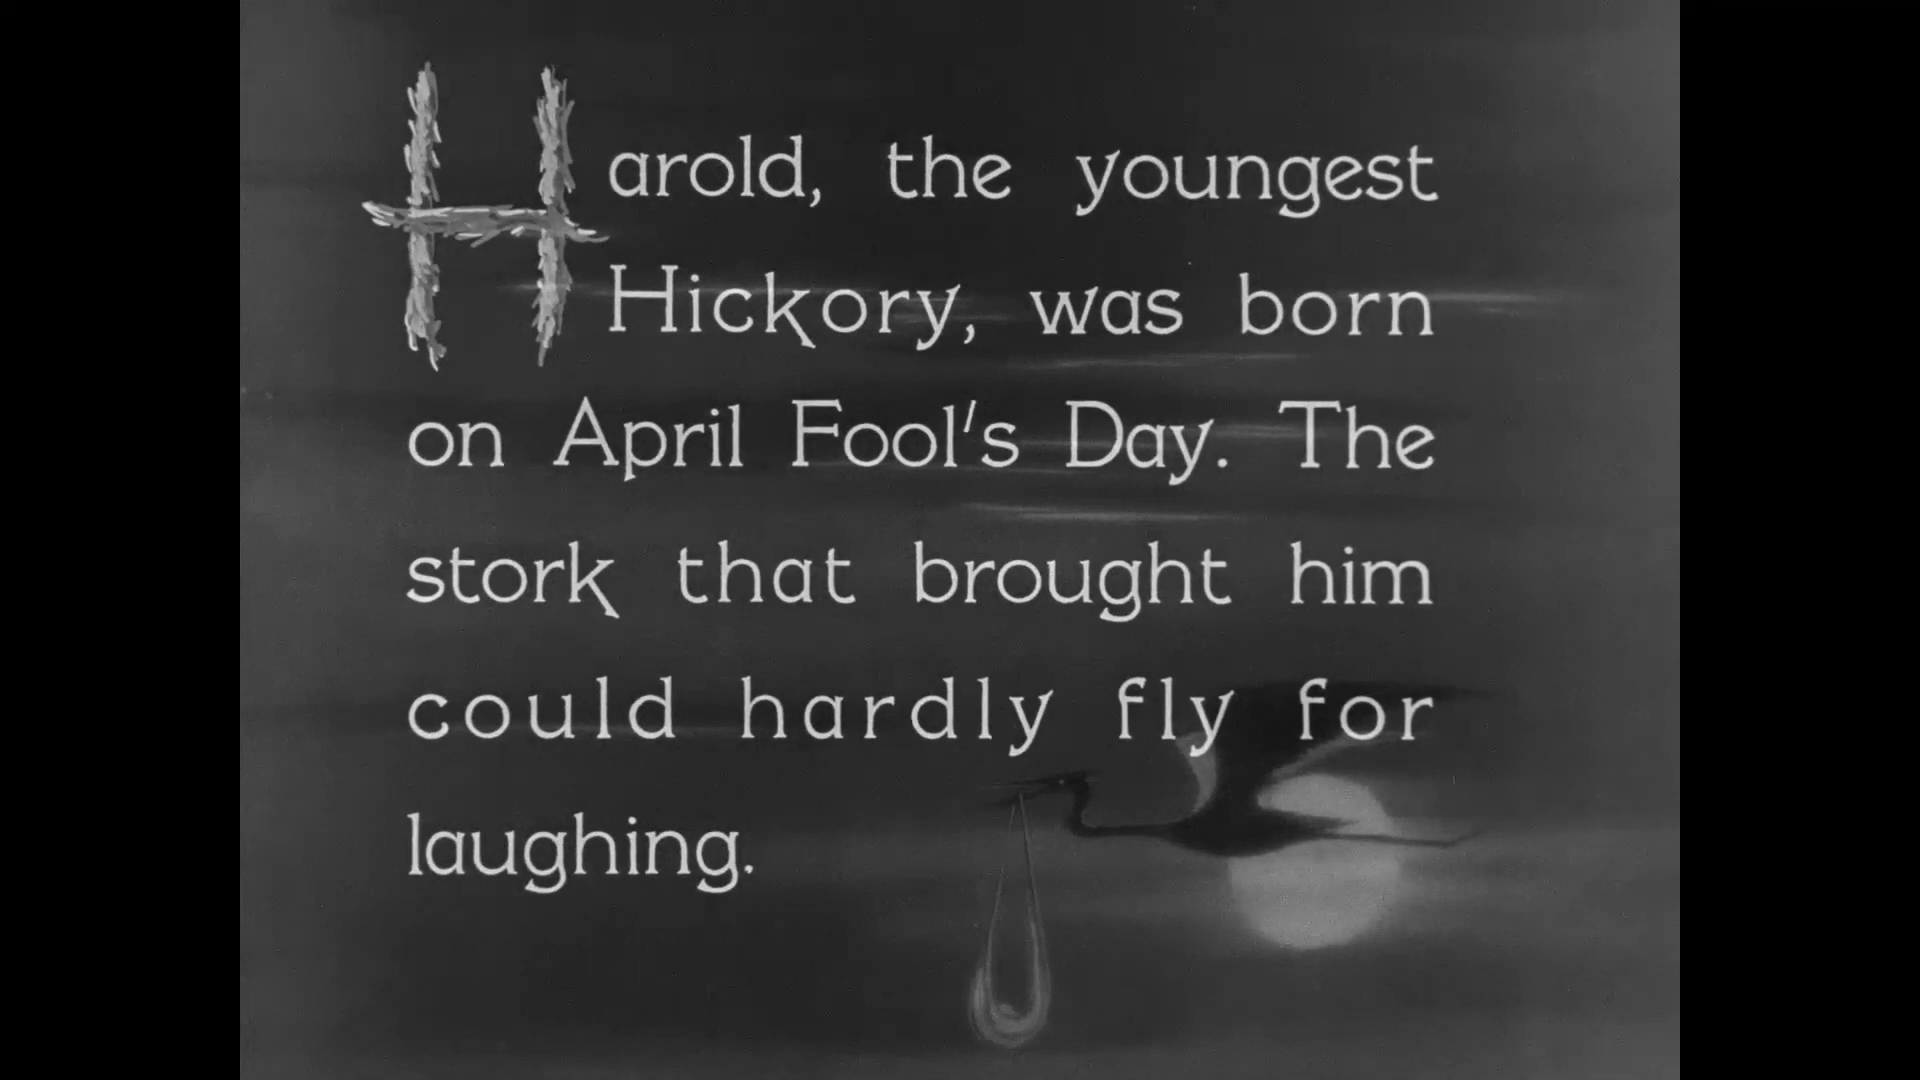 Harold, the youngest
Hickory, was born
on April Fool's Day. The
stork that brought him
could hardly fly for
laughing.